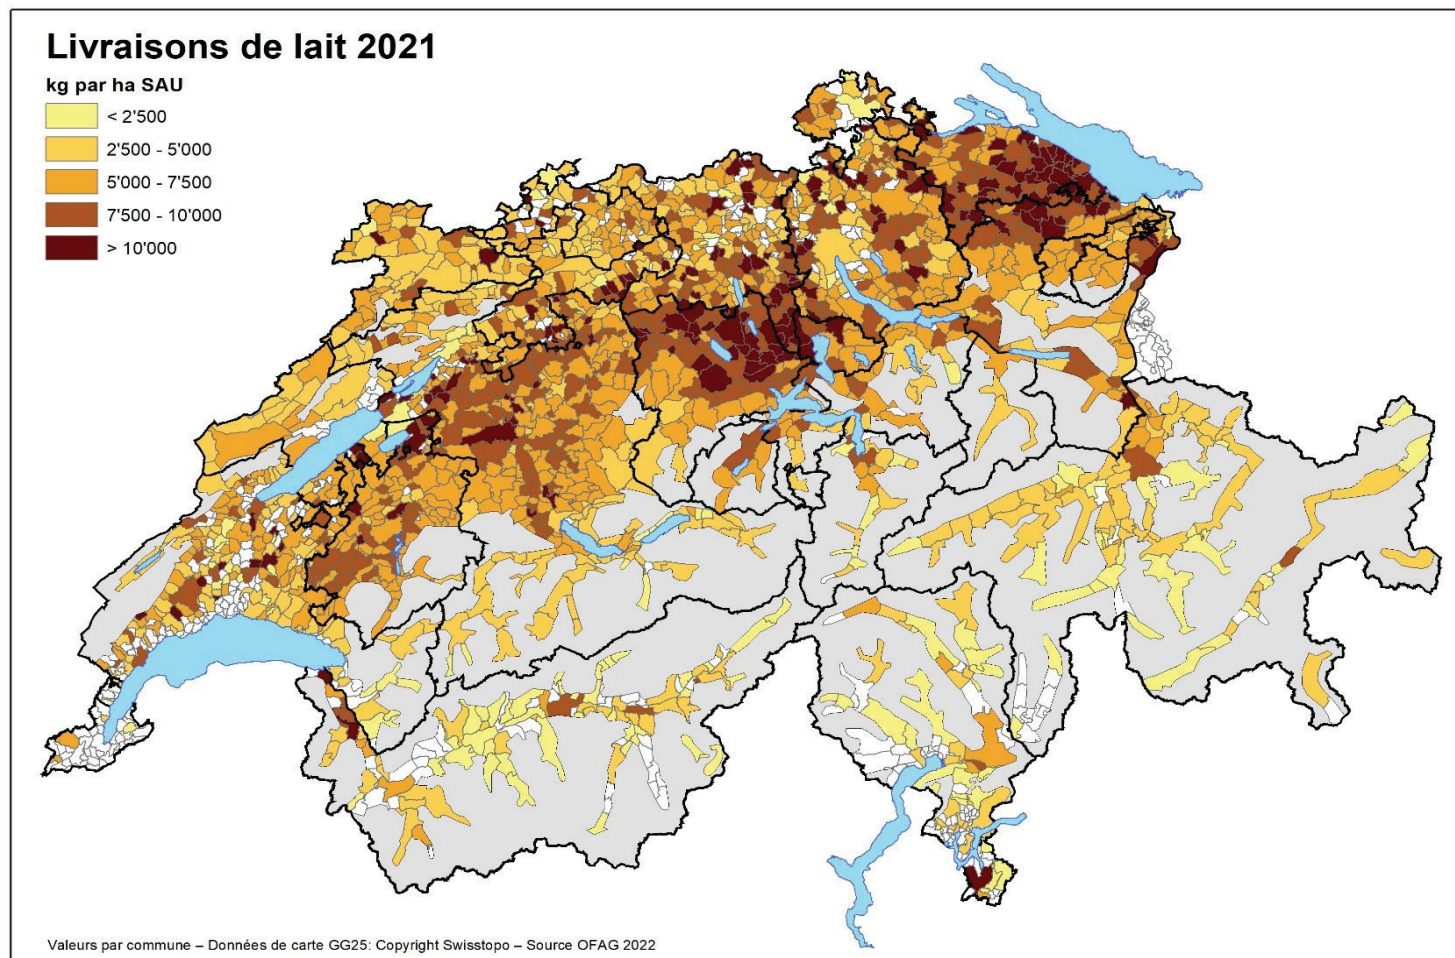 Livraisons de lait 2021
kg par ha SAU
< 2'500
2'500 - 5'000
5'000 - 7'500
7'500 - 10'000
> 10'000
Valeurs par commune – Données de carte GG25: Copyright Swisstopo – Source OFAG 2022